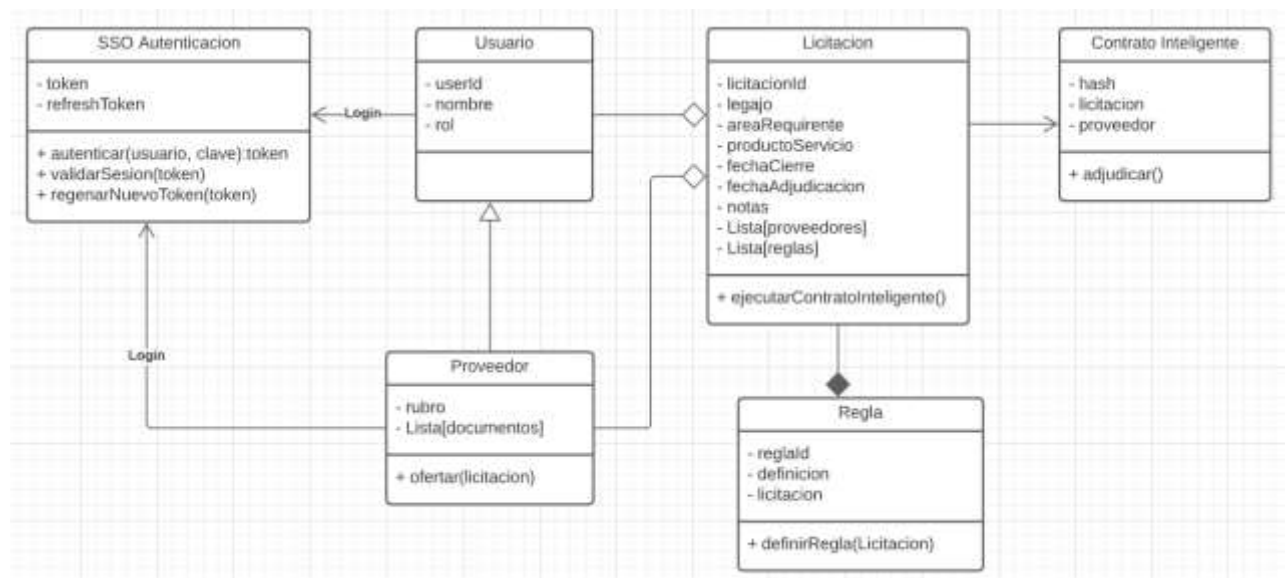 SSO Autenticacion
- token
- refreshToken
+ autenticar(usuario, clave):token
+ validarSesion(token)
+ regenarNuevoToken(token)
Login
Usuario
- userId
- nombre
- rol
Licitacion
- licitacionId
- legajo
- areaRequirente
- productoServicio
- fechaCierre
- fechaAdjudicacion
- notas
- Lista[proveedores]
- Lista[reglas]
+ ejecutarContratoInteligente()
Contrato Inteligente
- hash
- licitacion
- proveedor
+ adjudicar()
Login
Proveedor
- rubro
- Lista[documentos]
+ ofertar(licitacion)
Regla
- reglaId
- definicion
- licitacion
+ definirRegla(Licitacion)